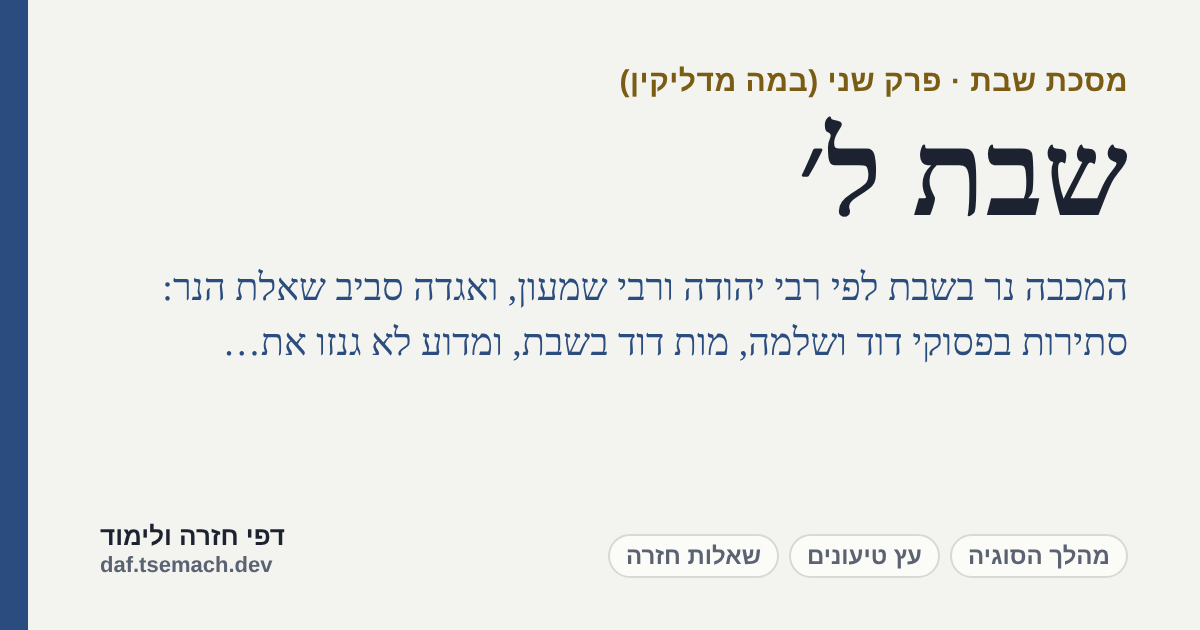 מסכת שבת · פרק שני (במה מדליקין)
שבת ל׳
המכבה נר בשבת לפי רבי יהודה ורבי שמעון, ואגדה סביב שאלת הנר:
סתירות בפסוקי דוד ושלמה, מות דוד בשבת, ומדוע לא גנזו את…
מהלך הסוגיה
עץ טיעונים
שאלות חזרה
דפי חזרה ולימוד
daf.tsemach.dev